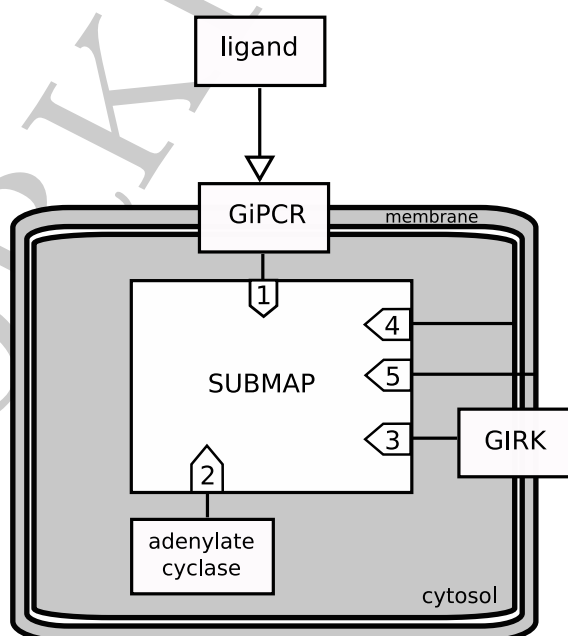 ligand
GiPCR
membrane
1
4
SUBMAP
5
3
GIRK
2
adenylate
cyclase
cytosol